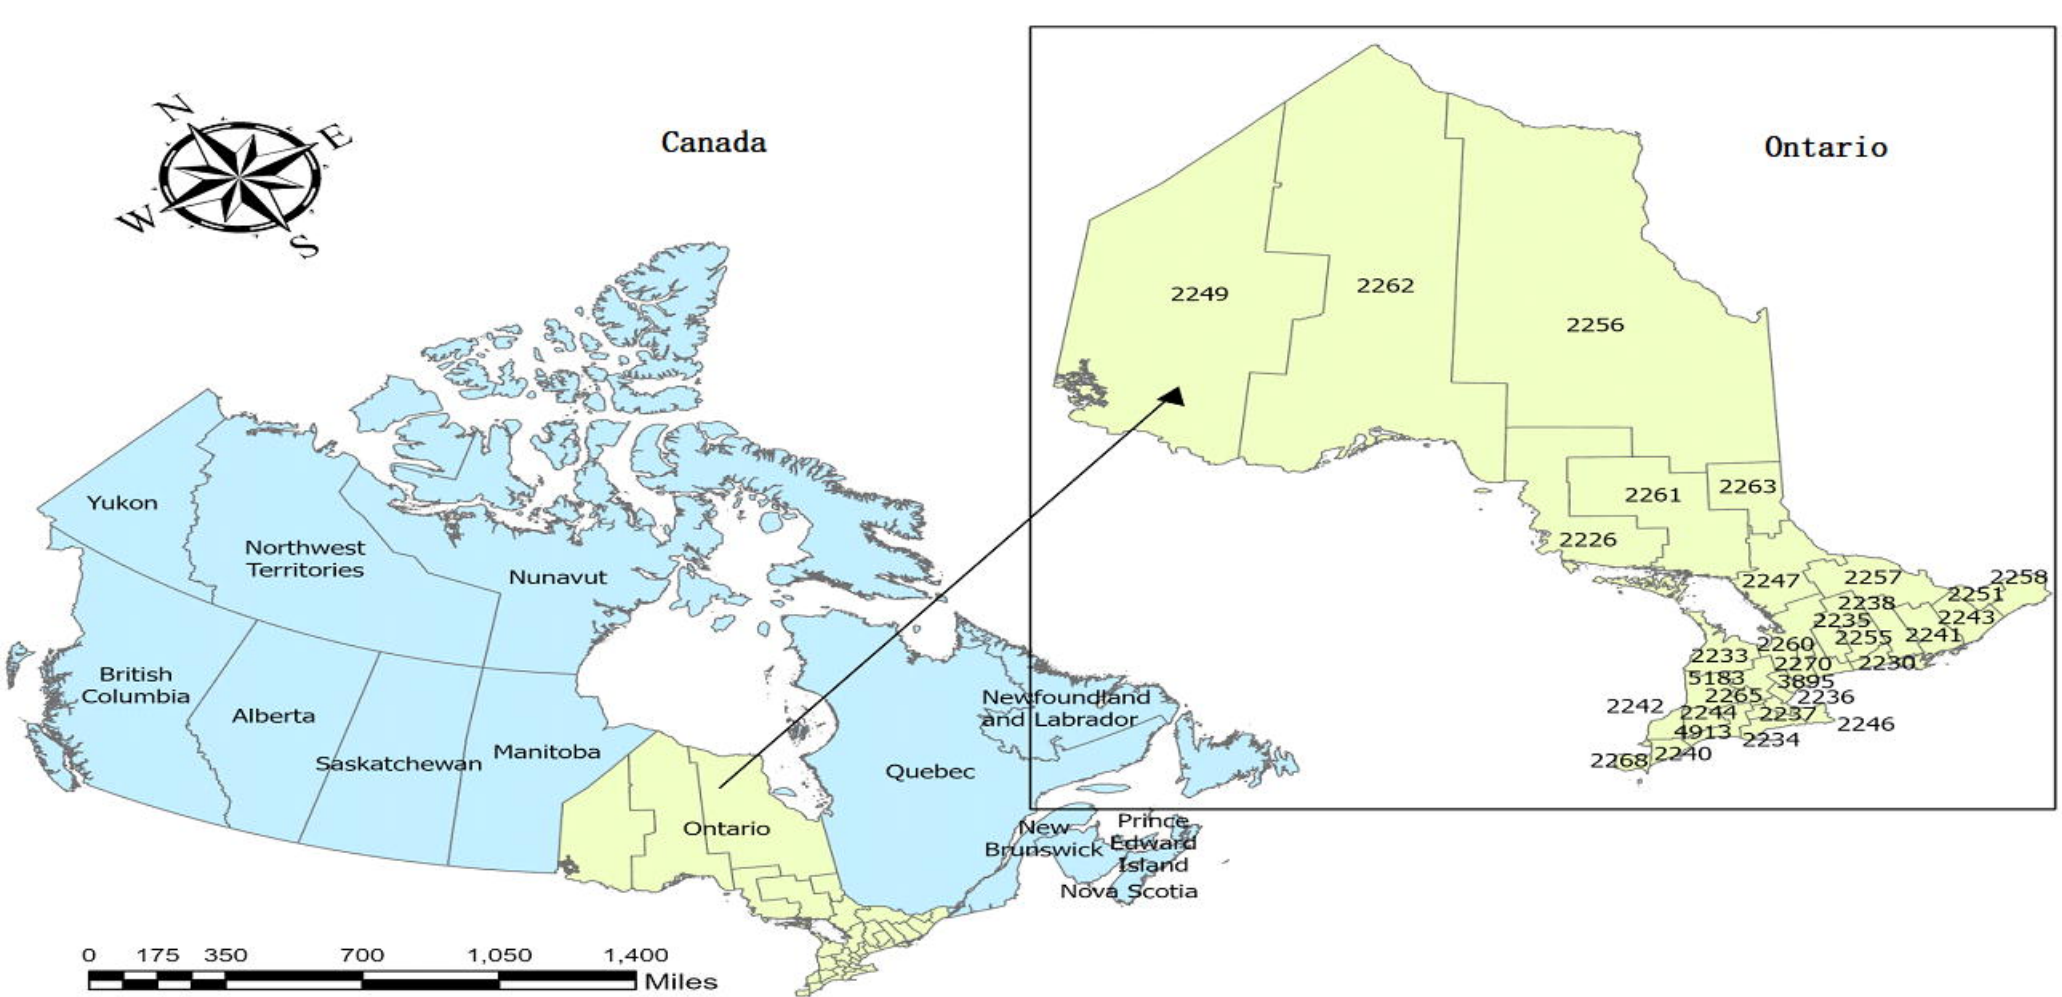 N
E
W
S
Canada
Ontario
2249
2262
2256
2261
2263
2226
2247
2257
2258
2251
2238
2243
2235
2255
2241
2260
2233
2270
2230
5183
3895
2265
2236
2242
2244
2237
2246
4913
2234
2268
2240
Yukon
Northwest
Territories
Nunavut
British
Columbia
Alberta
Saskatchewan
Manitoba
Ontario
Quebec
Newfoundland
and Labrador
New
Brunswick
Prince
Edward
Island
Nova Scotia
0 175 350 700 1,050 1,400
Miles